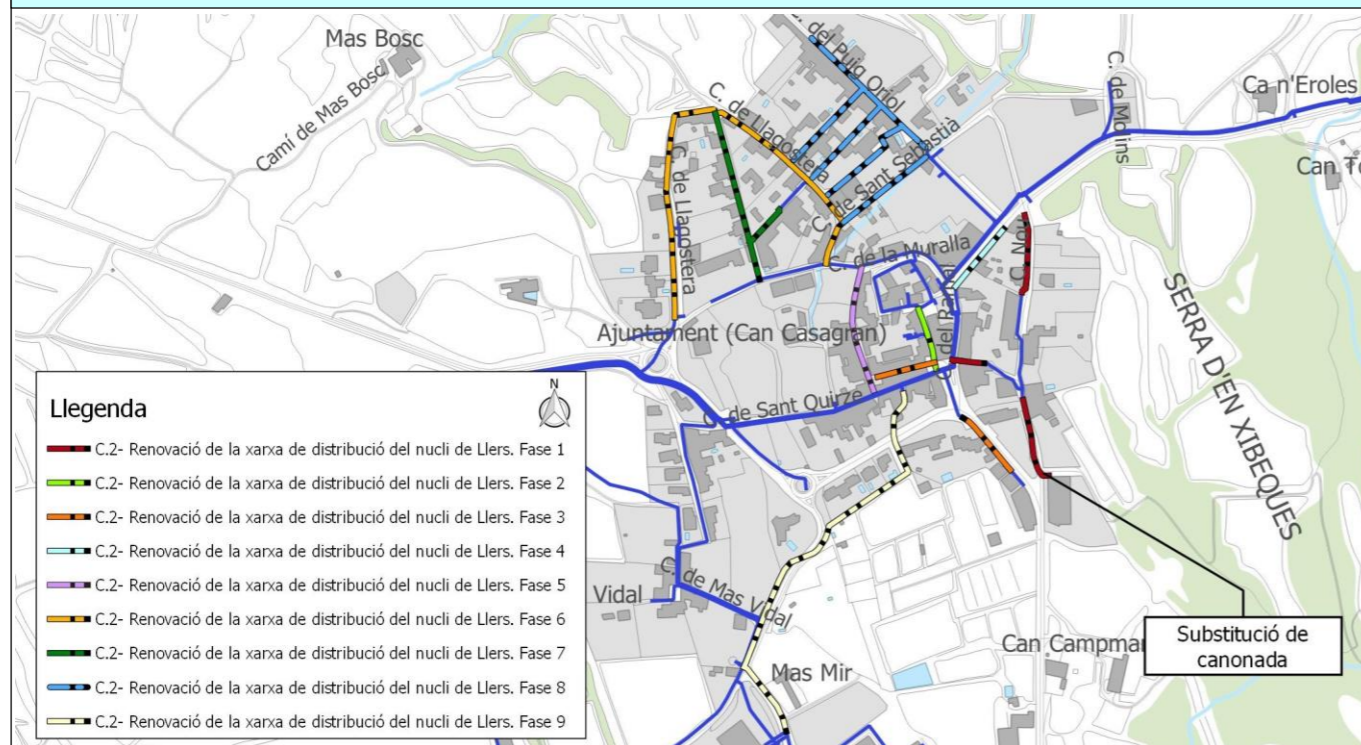 Mas Bosc
Camí de Mas Bosc
C. del Puig Oriol
C. de Llagostera
C. de Llagostera
C. de Sant Sebastià
C. de Molins
Ca n'Eroles
C. Nou
C. de la Muralla
SERRA D'EN XIBEQUES
Ajuntament (Can Casagran)
C. de Sant Quirze
C. de Mas Vidal
Vidal
Mas Mir
Can Campmar
Substitució de
canonada
Llegenda
N
C.2- Renovació de la xarxa de distribució del nucli de Llers. Fase 1
C.2- Renovació de la xarxa de distribució del nucli de Llers. Fase 2
C.2- Renovació de la xarxa de distribució del nucli de Llers. Fase 3
C.2- Renovació de la xarxa de distribució del nucli de Llers. Fase 4
C.2- Renovació de la xarxa de distribució del nucli de Llers. Fase 5
C.2- Renovació de la xarxa de distribució del nucli de Llers. Fase 6
C.2- Renovació de la xarxa de distribució del nucli de Llers. Fase 7
C.2- Renovació de la xarxa de distribució del nucli de Llers. Fase 8
C.2- Renovació de la xarxa de distribució del nucli de Llers. Fase 9